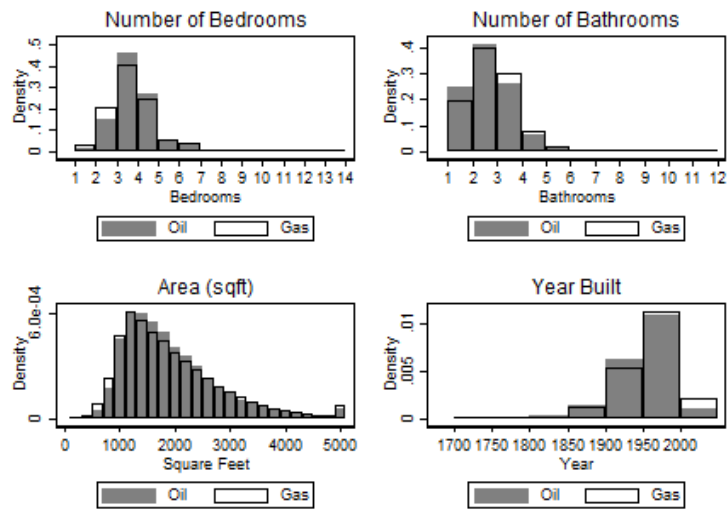 Number of Bedrooms
Density
0 .1 .2 .3 .4 .5
1 2 3 4 5 6 7 8 9 10 11 12 13 14
Bedrooms
Oil Gas
Number of Bathrooms
Density
0 .1 .2 .3 .4
1 2 3 4 5 6 7 8 9 10 11 12
Bathrooms
Oil Gas
Area (sqft)
Density
0 6.0e-04
0 1000 2000 3000 4000 5000
Square Feet
Oil Gas
Year Built
Density
0 .005 .01
1700 1750 1800 1850 1900 1950 2000
Year
Oil Gas